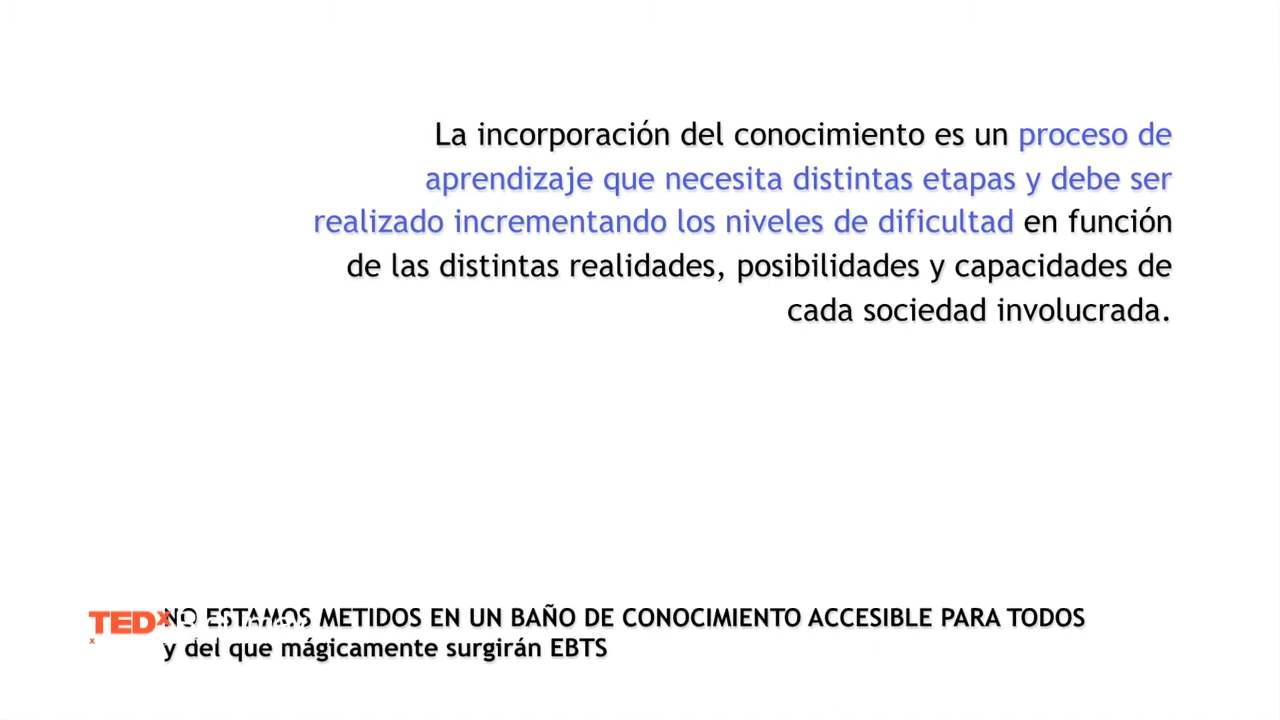 La incorporación del conocimiento es un proceso de
aprendizaje que necesita distintas etapas y debe ser
realizado incrementando los niveles de dificultad en función
de las distintas realidades, posibilidades y capacidades de
cada sociedad involucrada.
NO ESTAMOS METIDOS EN UN BAÑO DE CONOCIMIENTO ACCESIBLE PARA TODOS
y del que mágicamente surgirán EBTS
TEDx